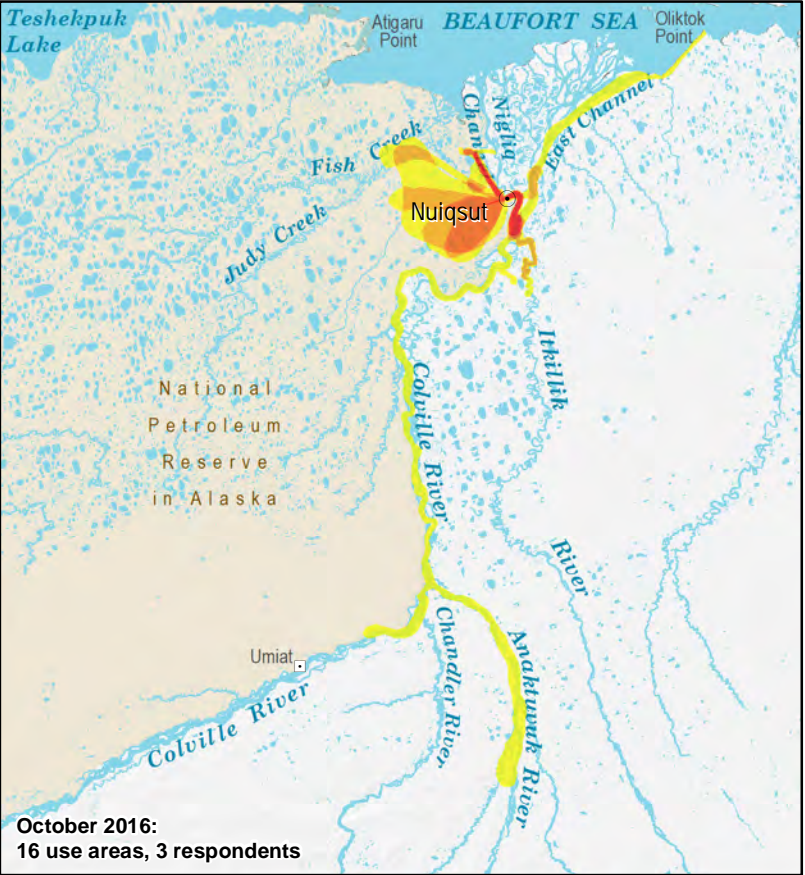 Teshekpuk
Lake
Atigaru
Point
BEAUFORT SEA
Oliktok
Point
Nigliq
Chan
East Channel
Fish Creek
Nuiqsut
Judy Creek
Itkillik
River
Colville River
National
Petroleum
Reserve
in Alaska
Umiat
Chandler River
Anaktuvuk River
Colville River
October 2016:
16 use areas, 3 respondents